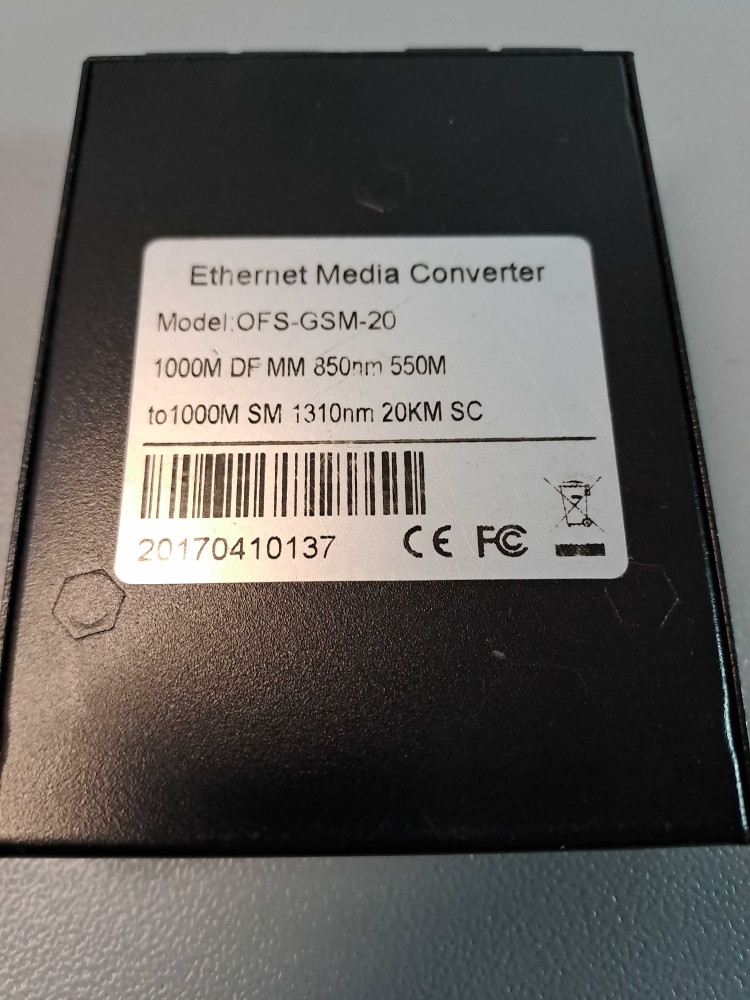 Ethernet Media Converter
Model:OFS-GSM-20
1000M DF MM 850nm 550M
to1000M SM 1310nm 20KM SC
20170410137 CE FC